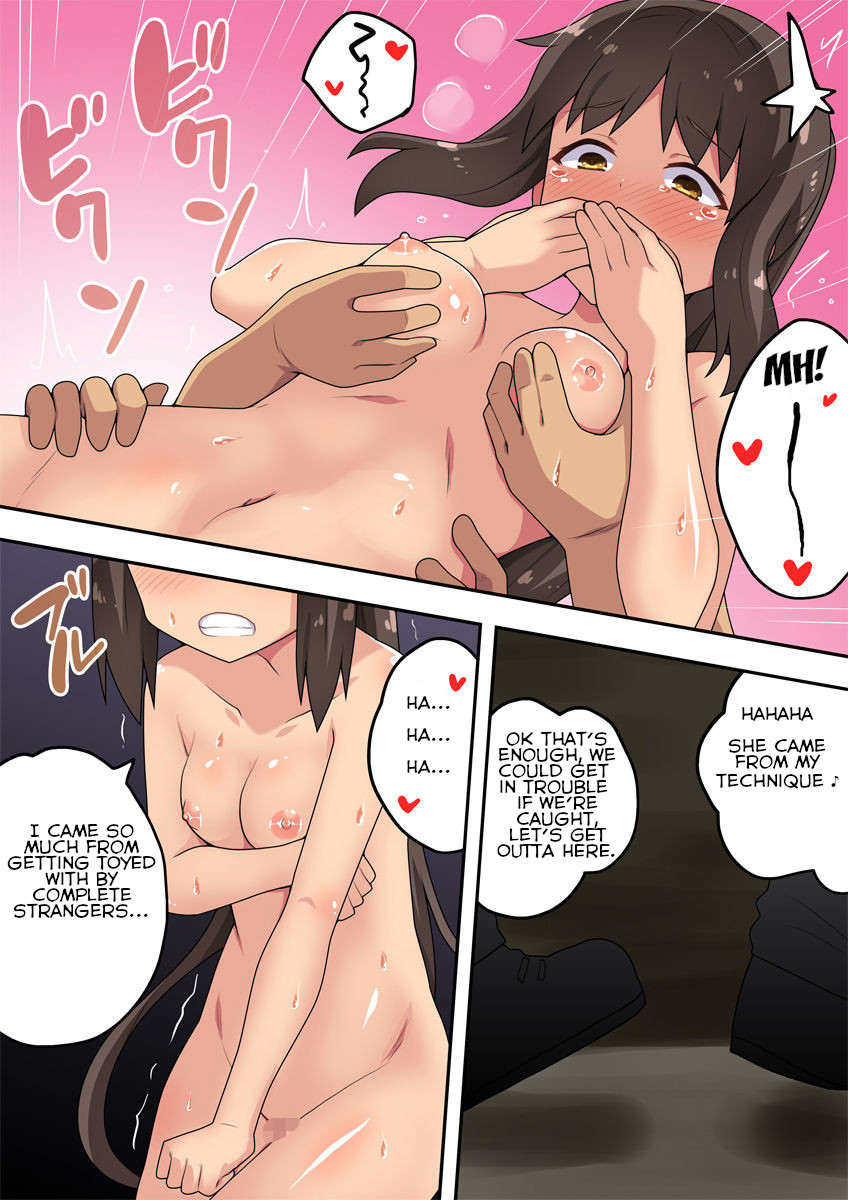 ビクン
ビクン
MH!
ズル
HAHAHA
SHE CAME
FROM MY
TECHNIQUE ♪
OK THAT'S
ENOUGH, WE
COULD GET
IN TROUBLE
IF WE'RE
CAUGHT,
LET'S GET
OUTTA HERE.
HA...
HA...
HA...
I CAME SO
MUCH FROM
GETTING TOYED
WITH BY
COMPLETE
STRANGERS...